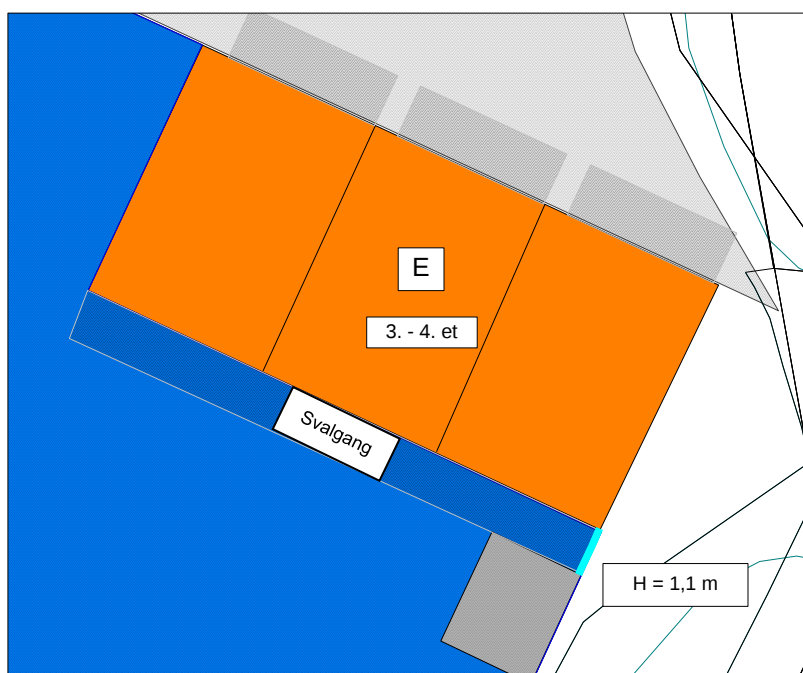 E
3. - 4. et
Svalgang
H = 1,1 m